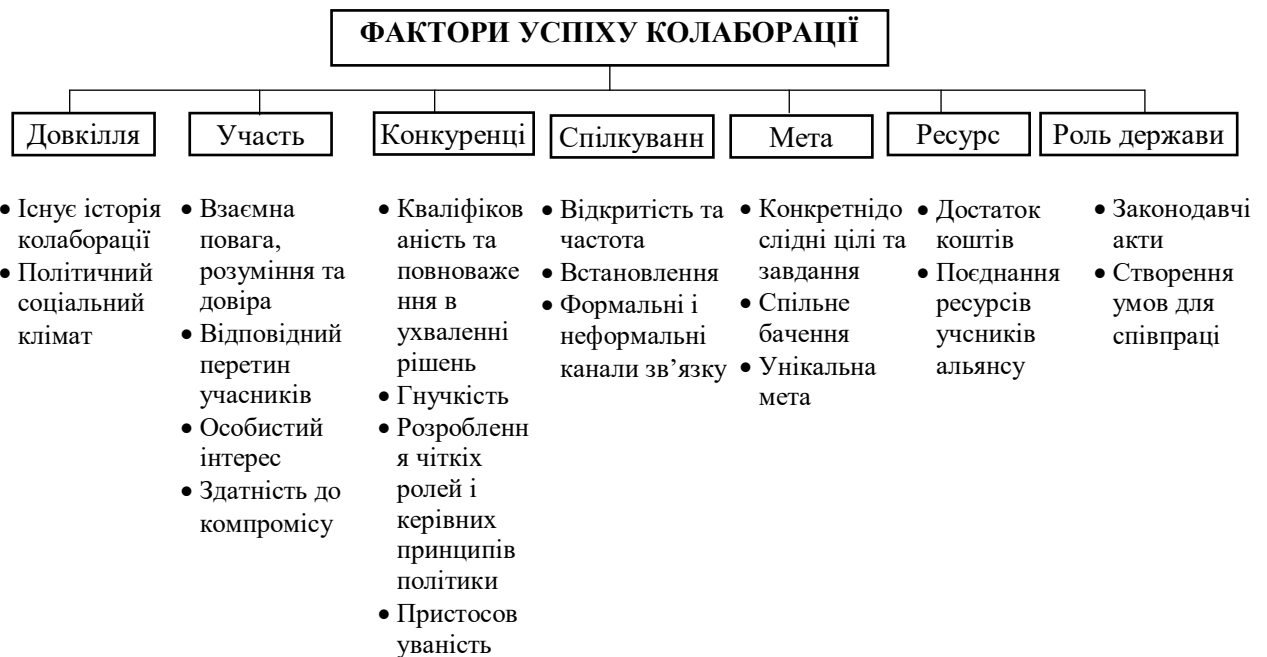 ФАКТОРИ УСПІХУ КОЛАБОРАЦІЇ
Довкілля
Участь
Конкуренці
Спілкуванн
Мета
Ресурс
Роль держави
• Існує історія
колаборації
• Політичний
соціальний
клімат
• Взаємна
повага,
розуміння та
довіра
• Відповідний
перетин
учасників
• Особистий
інтерес
• Здатність до
компромісу
• Кваліфіков
аність та
повноваже
ння в
ухваленні
рішень
• Гнучкість
• Розробленн
я чітких
ролей і
керівних
принципів
політики
• Пристосов
уваність
• Відкритість та
частота
• Встановлення
• Формальні і
неформальні
канали зв’язку
• Конкретнідо
слідні цілі та
завдання
• Спільне
бачення
• Унікальна
мета
• Достаток
коштів
• Поєднання
ресурсів
учсників
альянсу
• Законодавчі
акти
• Створення
умов для
співпраці